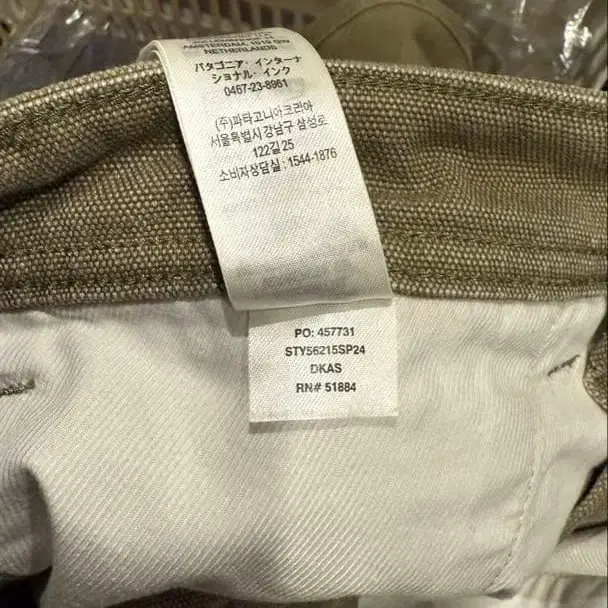 AMSTERDAM, 1019 GW
NETHERLANDS
パタゴニア・インターナ
ショナル・インク
0467-23-8961
(주)파타고니아코리아
서울특별시 강남구 삼성로
122길 25
소비자상담실 : 1544-1876
PO: 457731
STY56215SP24
DKAS
RN# 51884